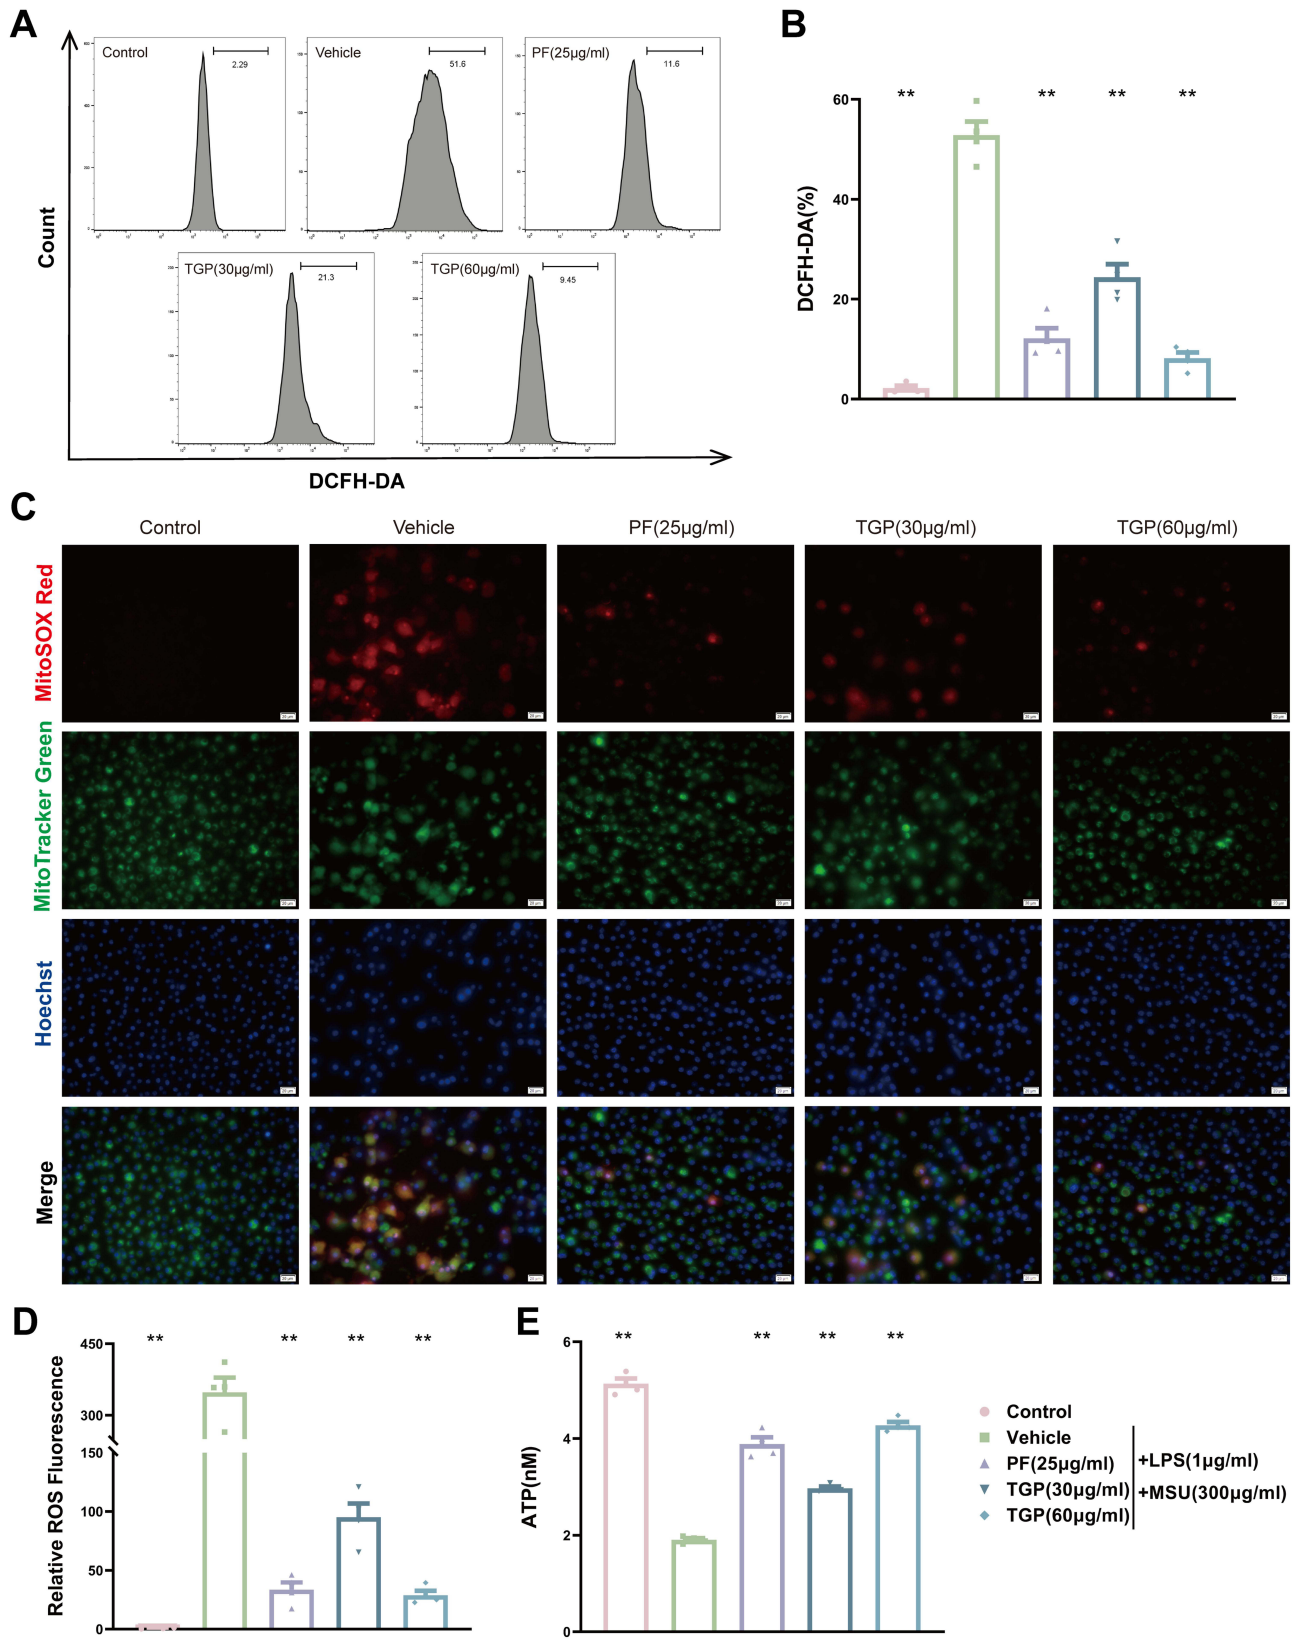 A
Control
2.29
Vehicle
51.6
PF(25μg/ml)
11.6
TGP(30μg/ml)
21.3
TGP(60μg/ml)
9.45
Count
DCFH-DA
B
DCFH-DA(%)
60
40
20
0
** ** ** **
C
Control Vehicle PF(25μg/ml) TGP(30μg/ml) TGP(60μg/ml)
MitoSOX Red
MitoTracker Green
Hoechst
Merge
20 μm
D
Relative ROS Fluorescence
450
300
150
100
50
0
** ** ** **
E
ATP(nM)
6
4
2
0
** ** ** **
Control
Vehicle
PF(25μg/ml)
TGP(30μg/ml)
TGP(60μg/ml)
+LPS(1μg/ml)
+MSU(300μg/ml)